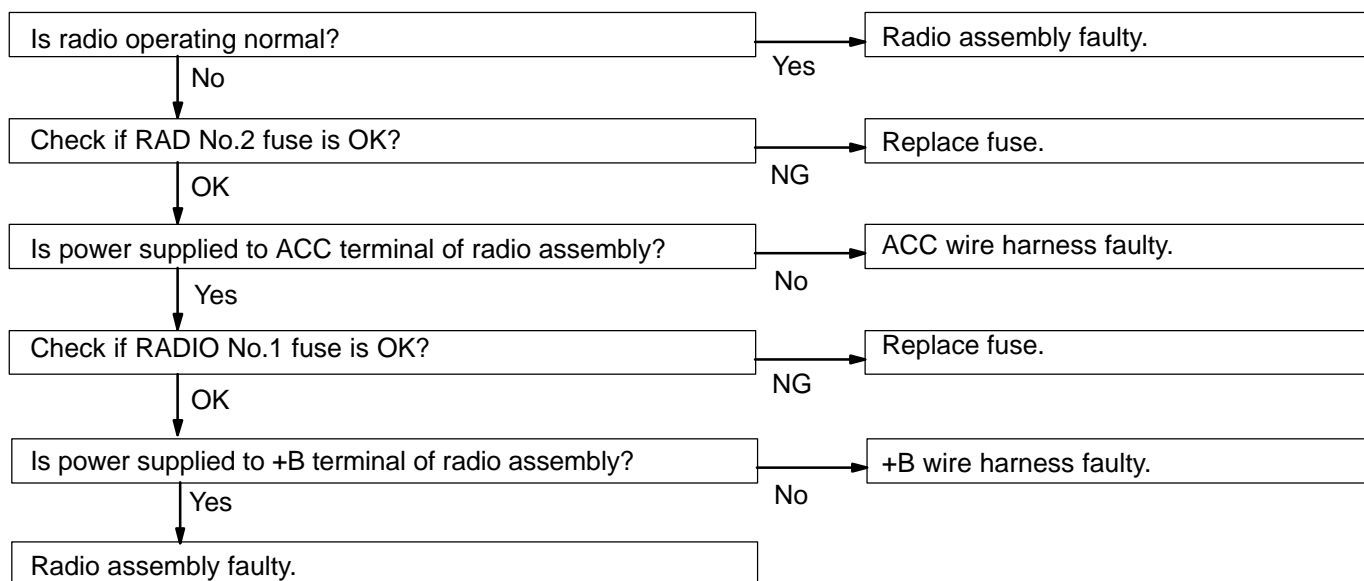 Is radio operating normal?
Yes
Radio assembly faulty.
No
Check if RAD No.2 fuse is OK?
NG
Replace fuse.
OK
Is power supplied to ACC terminal of radio assembly?
No
ACC wire harness faulty.
Yes
Check if RADIO No.1 fuse is OK?
NG
Replace fuse.
OK
Is power supplied to +B terminal of radio assembly?
No
+B wire harness faulty.
Yes
Radio assembly faulty.